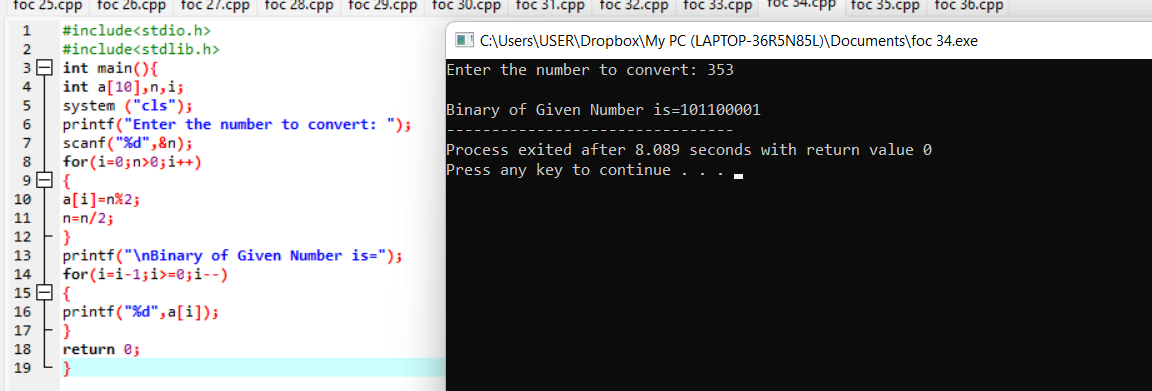 foc 25.cpp foc 26.cpp foc 27.cpp foc 28.cpp foc 29.cpp foc 30.cpp foc 31.cpp foc 32.cpp foc 33.cpp foc 34.cpp foc 35.cpp foc 36.cpp
1 #include<stdio.h>
2 #include<stdlib.h>
3 int main(){
4 int a[10],n,i;
5 system ("cls");
6 printf("Enter the number to convert: ");
7 scanf("%d",&n);
8 for(i=0;n>0;i++)
9 {
10 a[i]=n%2;
11 n=n/2;
12 }
13 printf("\nBinary of Given Number is=");
14 for(i=i-1;i>=0;i--)
15 {
16 printf("%d",a[i]);
17 }
18 return 0;
19 }
C:\Users\USER\Dropbox\My PC (LAPTOP-36R5N85L)\Documents\foc 34.exe
Enter the number to convert: 353
Binary of Given Number is=101100001
--------------------------------
Process exited after 8.089 seconds with return value 0
Press any key to continue . . .